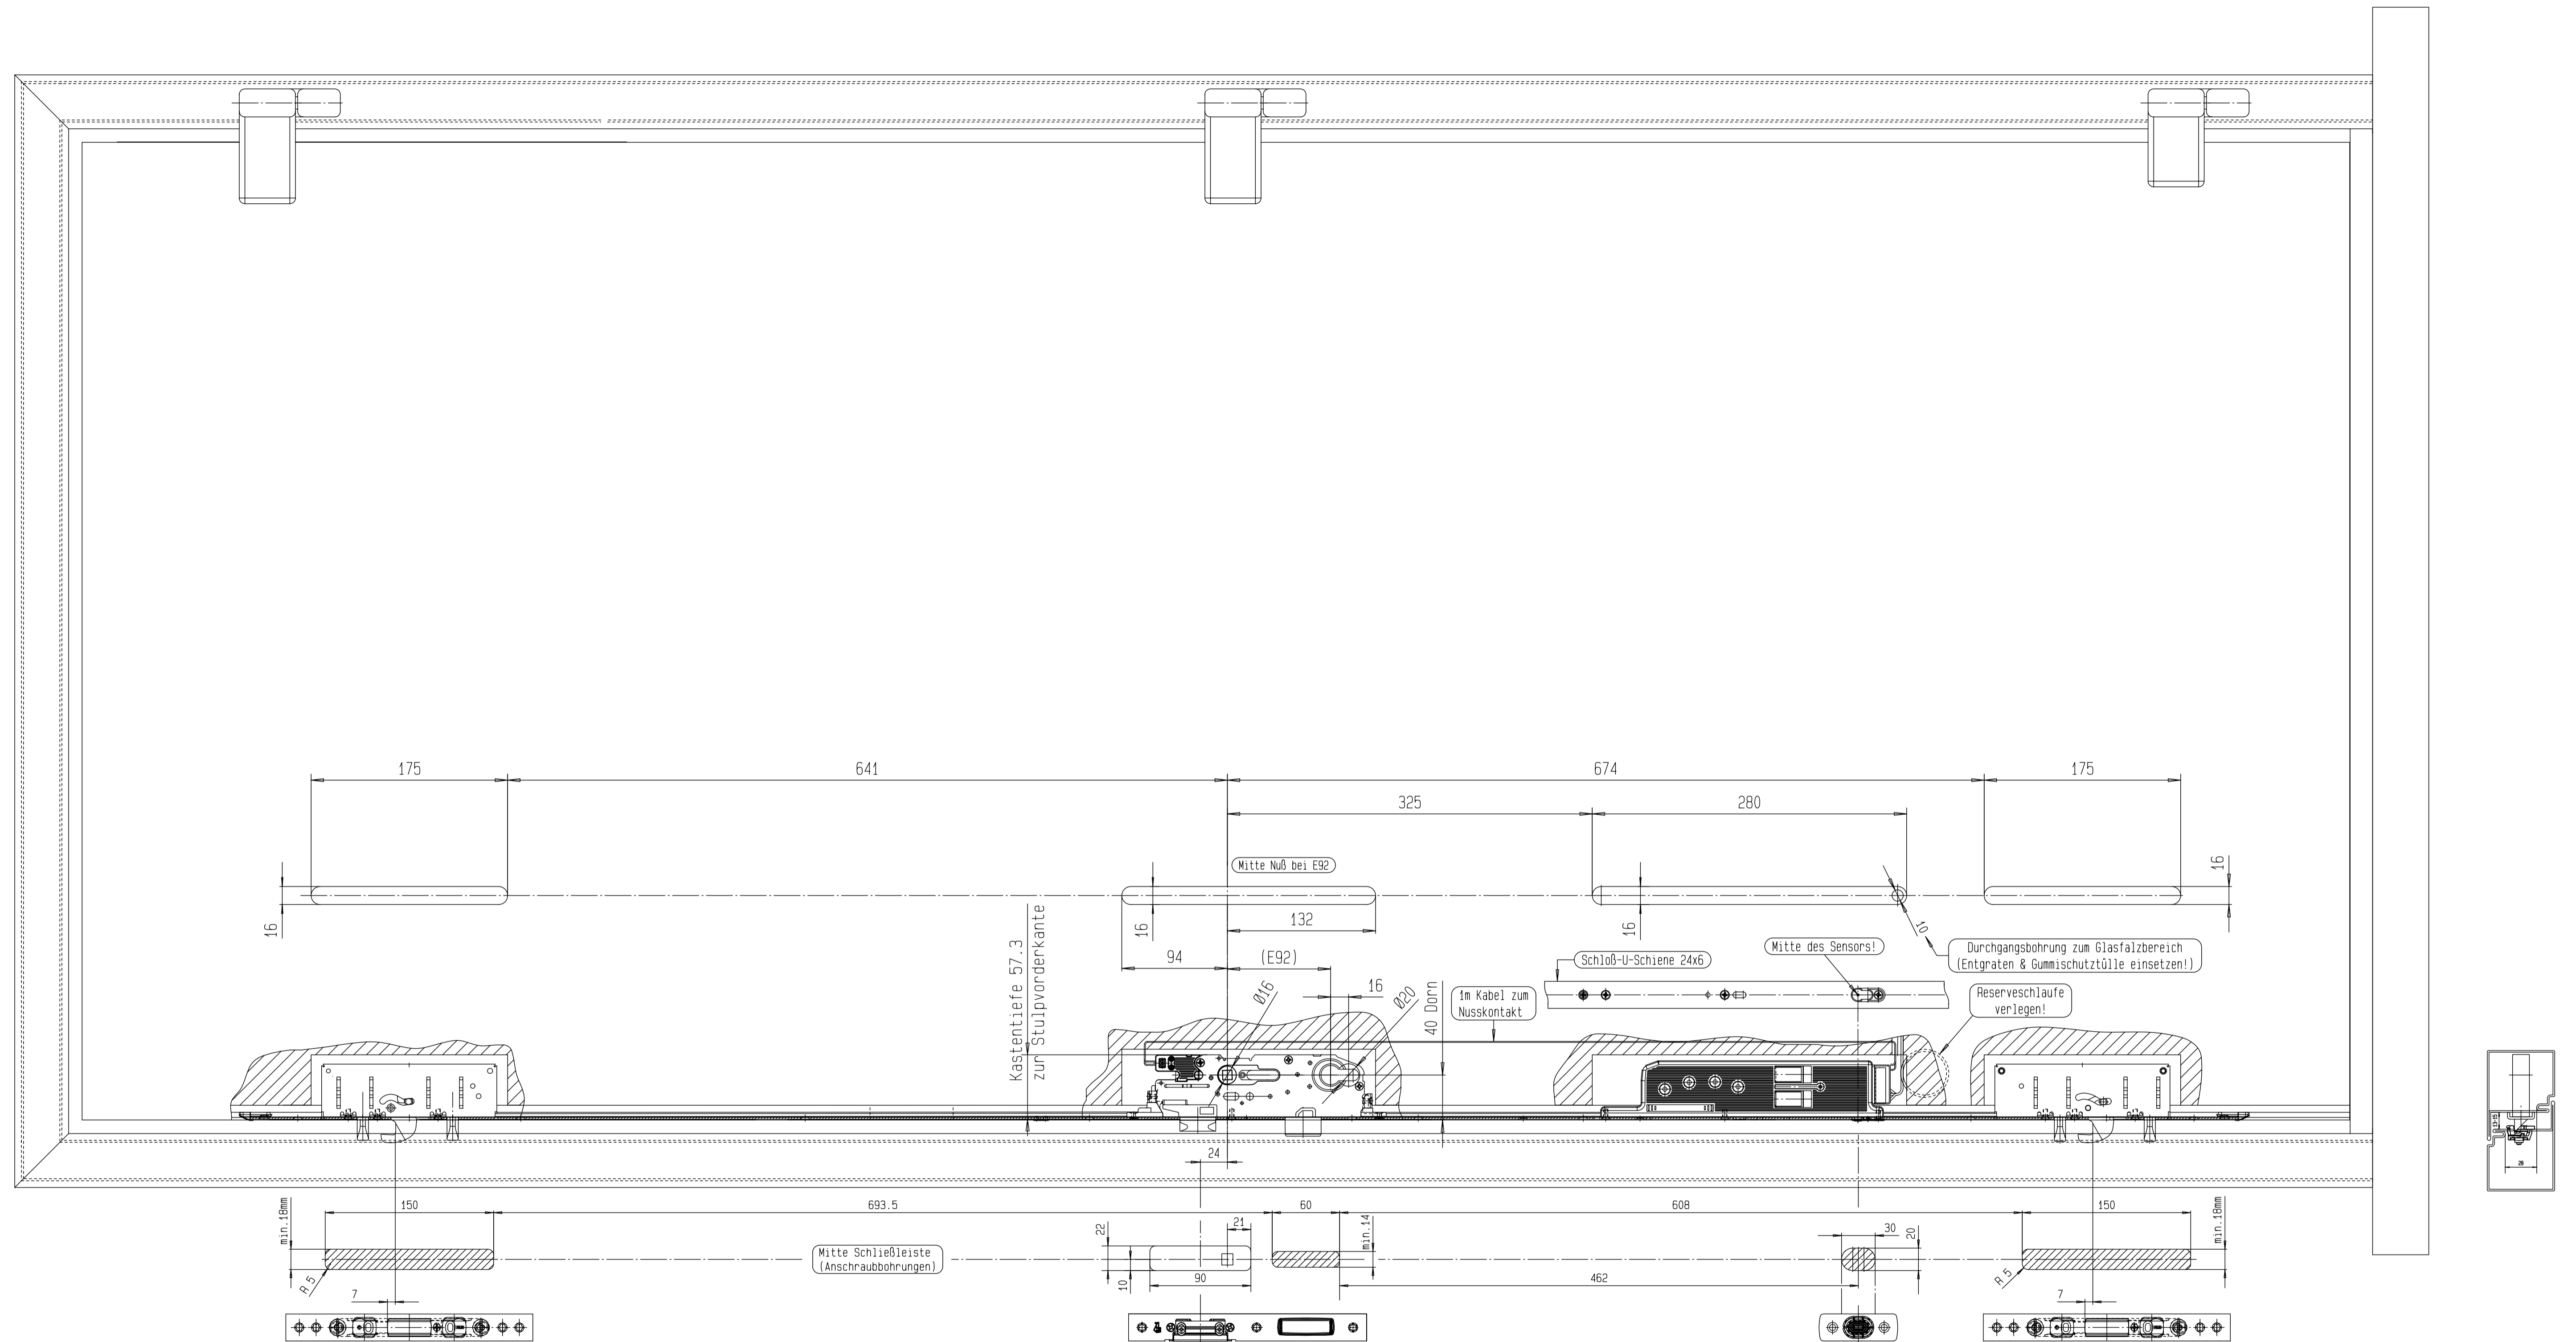 175
641
674
175
325
280
Mitte Nuß bei E92
16
16
16
16
132
10
94
(E92)
Kastentiefe 57.3
zur Stulpvorderkante
Schloß-U-Schiene 24x6
Mitte des Sensors!
Durchgangsbohrung zum Glasfalzbereich
(Entgraten & Gummischutztülle einsetzen!)
Ø16
16
Ø20
40 Dorn
1m Kabel zum
Nusskontakt
Reserveschlaufe
verlegen!
13-15
28
24
min.18mm
150
693.5
60
608
150
min.18mm
22
21
min.14
30
20
Mitte Schließleiste
(Anschraubbohrungen)
R 5
10
90
462
R 5
7
7